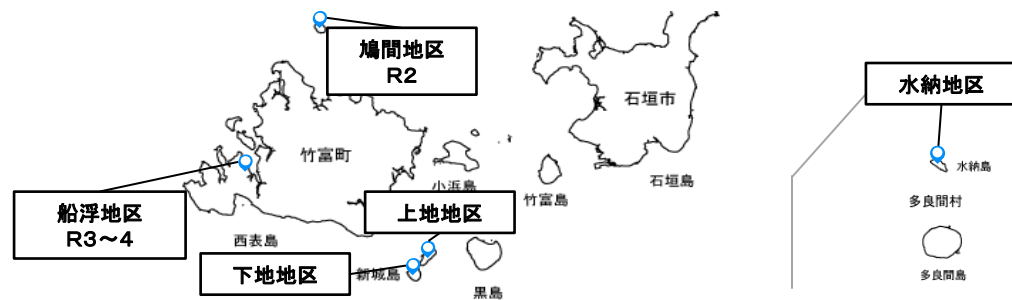 鳩間地区
R2
石垣市
水納地区
竹富町
水納島
小浜島
石垣島
竹富島
多良間村
船浮地区
R3～4
上地地区
西表島
下地地区
新城島
黒島
多良間島